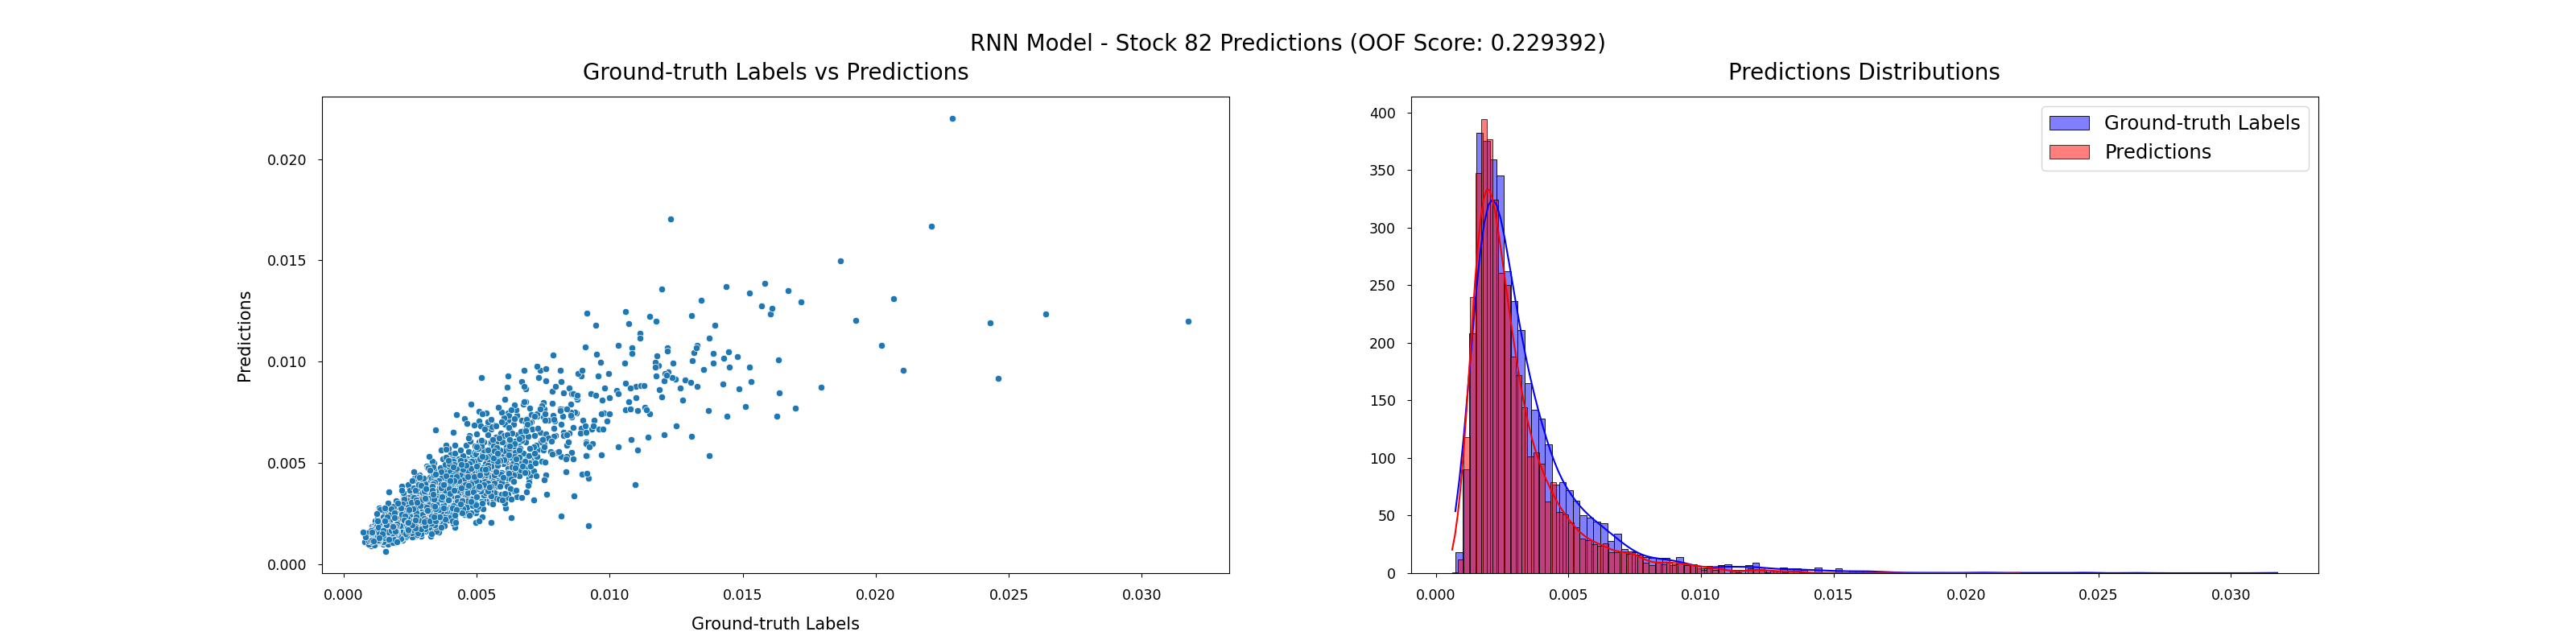 RNN Model - Stock 82 Predictions (OOF Score: 0.229392)
Ground-truth Labels vs Predictions
0.020
0.015
0.010
0.005
0.000
Predictions
0.000 0.005 0.010 0.015 0.020 0.025 0.030
Ground-truth Labels
Predictions Distributions
400
350
300
250
200
150
100
50
0
Ground-truth Labels
Predictions
0.000 0.005 0.010 0.015 0.020 0.025 0.030